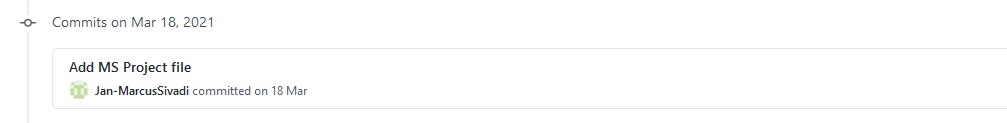 Commits on Mar 18, 2021
Add MS Project file
Jan-MarcusSivadi committed on 18 Mar